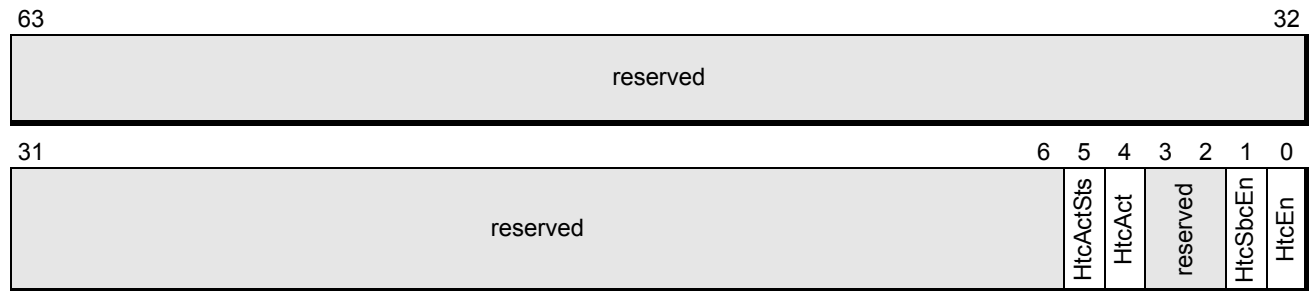 63 32
reserved
31 6 5 4 3 2 1 0
reserved HtcActSts HtcAct reserved HtcSbcEn HtcEn